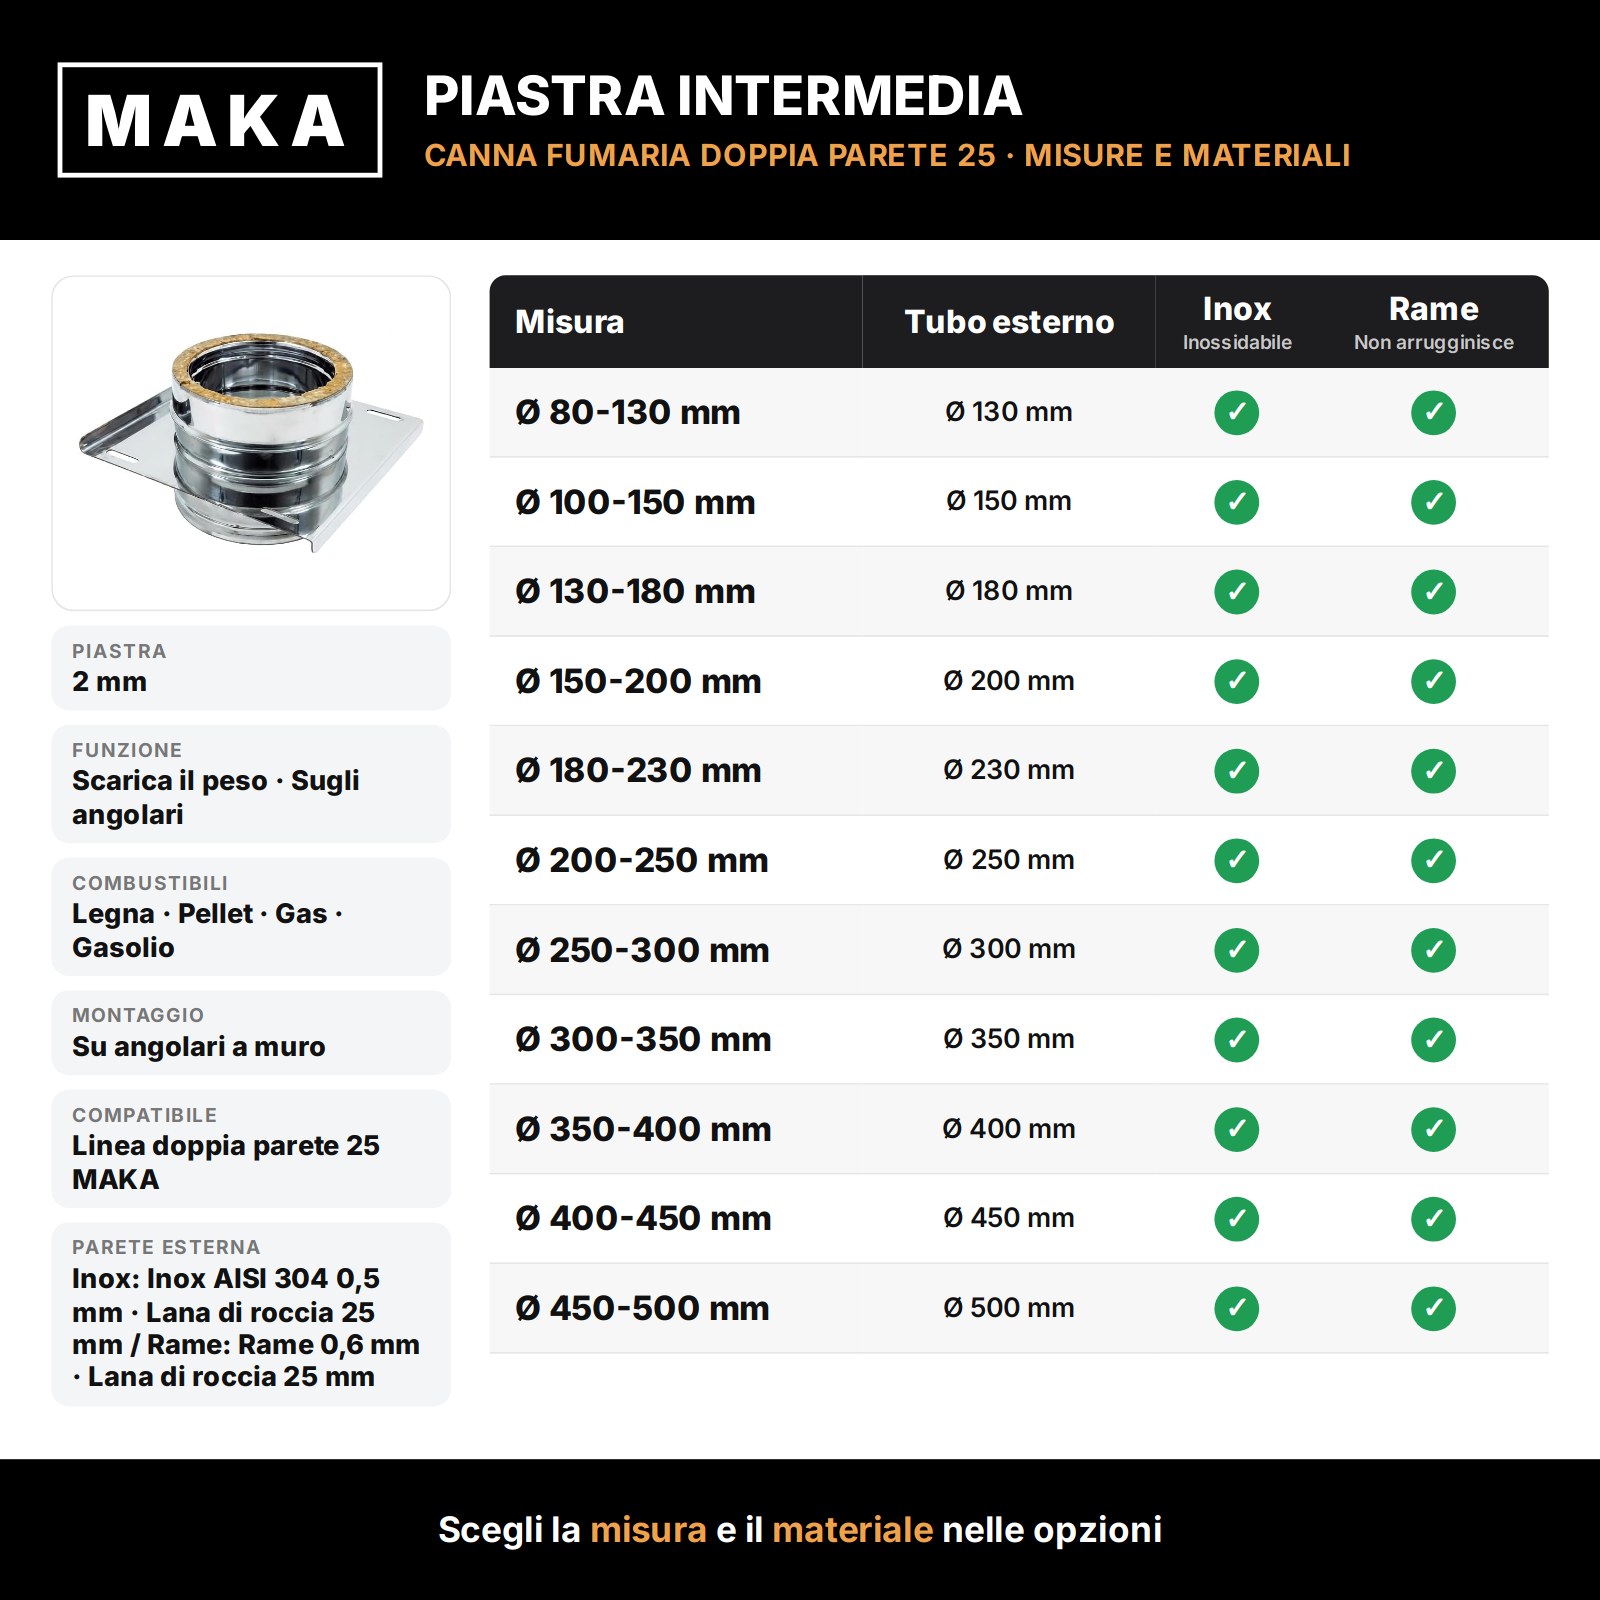 MAKA
PIASTRA INTERMEDIA
CANNA FUMARIA DOPPIA PARETE 25 · MISURE E MATERIALI
PIASTRA
2 mm
FUNZIONE
Scarica il peso · Sugli
angolari
COMBUSTIBILI
Legna · Pellet · Gas ·
Gasolio
MONTAGGIO
Su angolari a muro
COMPATIBILE
Linea doppia parete 25
MAKA
PARETE ESTERNA
Inox: Inox AISI 304 0,5
mm · Lana di roccia 25
mm / Rame: Rame 0,6 mm
· Lana di roccia 25 mm
Misura Tubo esterno Inox Rame
Inossidabile Non arrugginisce
Ø 80-130 mm Ø 130 mm ✓ ✓
Ø 100-150 mm Ø 150 mm ✓ ✓
Ø 130-180 mm Ø 180 mm ✓ ✓
Ø 150-200 mm Ø 200 mm ✓ ✓
Ø 180-230 mm Ø 230 mm ✓ ✓
Ø 200-250 mm Ø 250 mm ✓ ✓
Ø 250-300 mm Ø 300 mm ✓ ✓
Ø 300-350 mm Ø 350 mm ✓ ✓
Ø 350-400 mm Ø 400 mm ✓ ✓
Ø 400-450 mm Ø 450 mm ✓ ✓
Ø 450-500 mm Ø 500 mm ✓ ✓
Scegli la misura e il materiale nelle opzioni